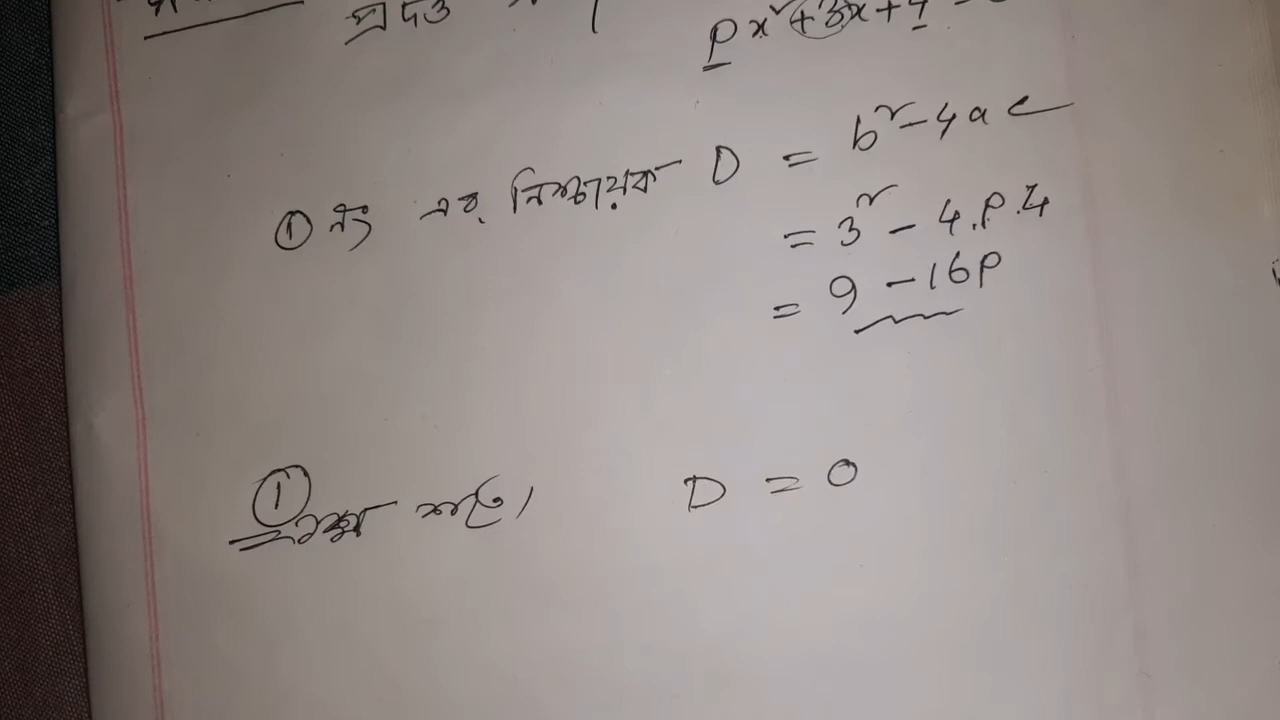 প্রদত্ত
px² + 3x + 4
① নং এর নিশ্চায়ক D = b² - 4ac
= 3² - 4.p.4
= 9 - 16p
① শর্ত, D = 0